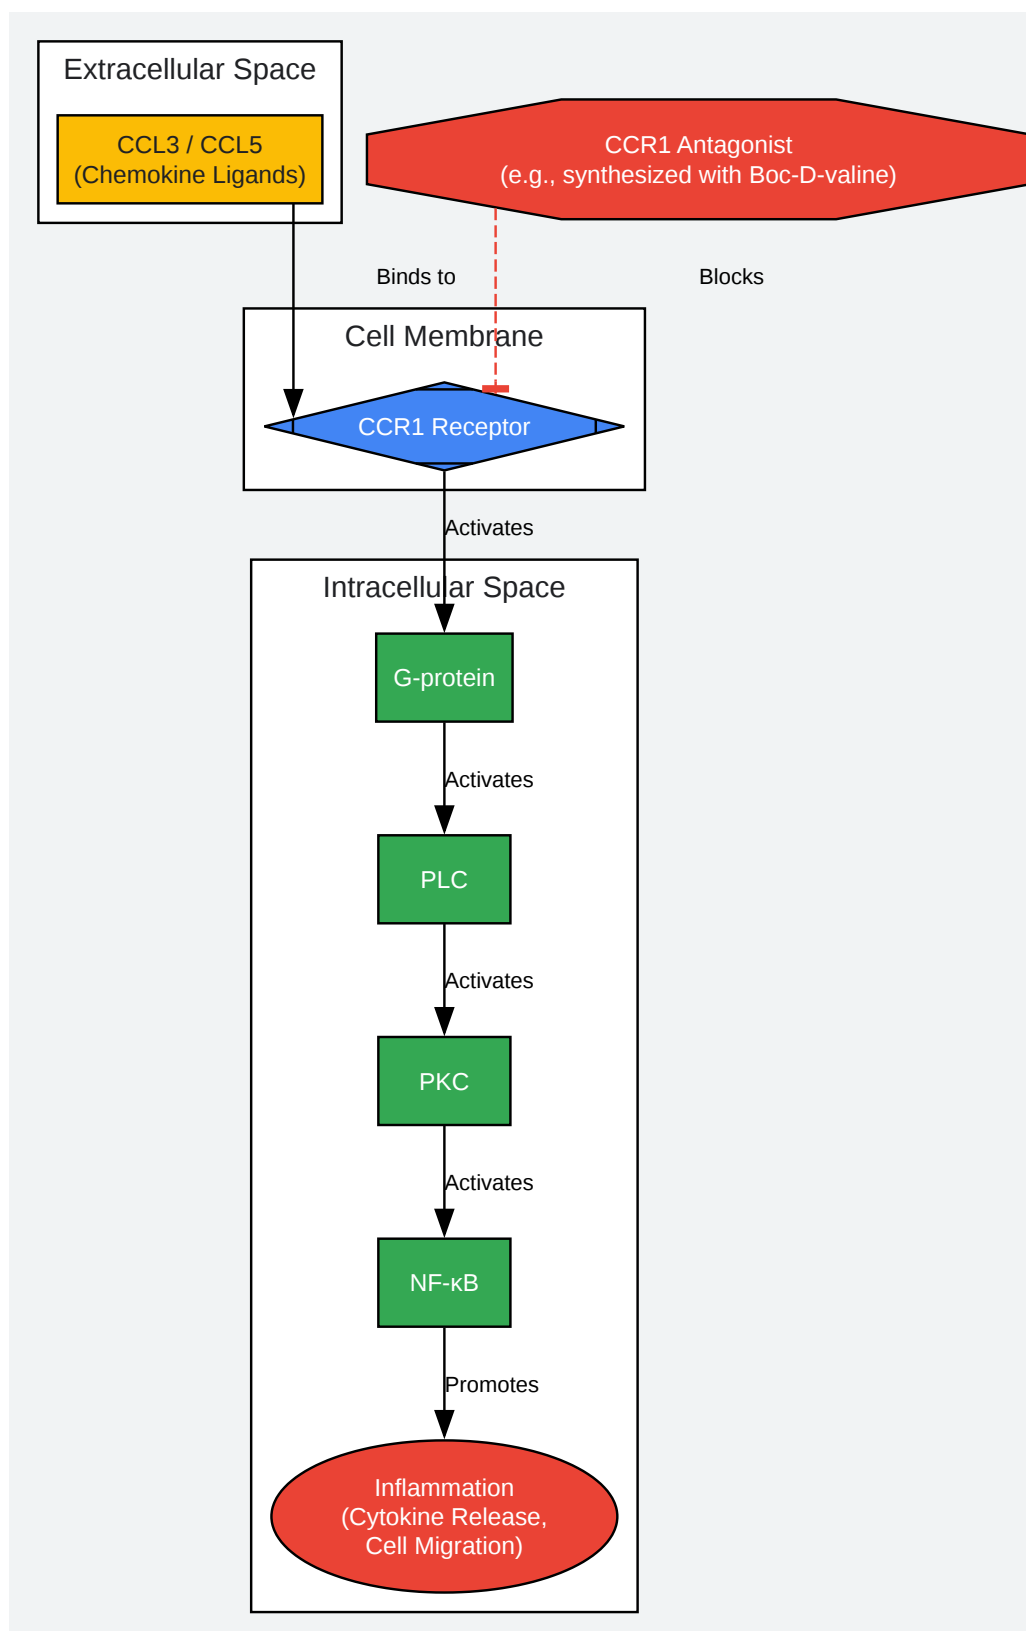 Extracellular Space
CCL3 / CCL5
(Chemokine Ligands)
CCR1 Antagonist
(e.g., synthesized with Boc-D-valine)
Binds to
Blocks
Cell Membrane
CCR1 Receptor
Activates
Intracellular Space
G-protein
Activates
PLC
Activates
PKC
Activates
NF-κB
Promotes
Inflammation
(Cytokine Release,
Cell Migration)